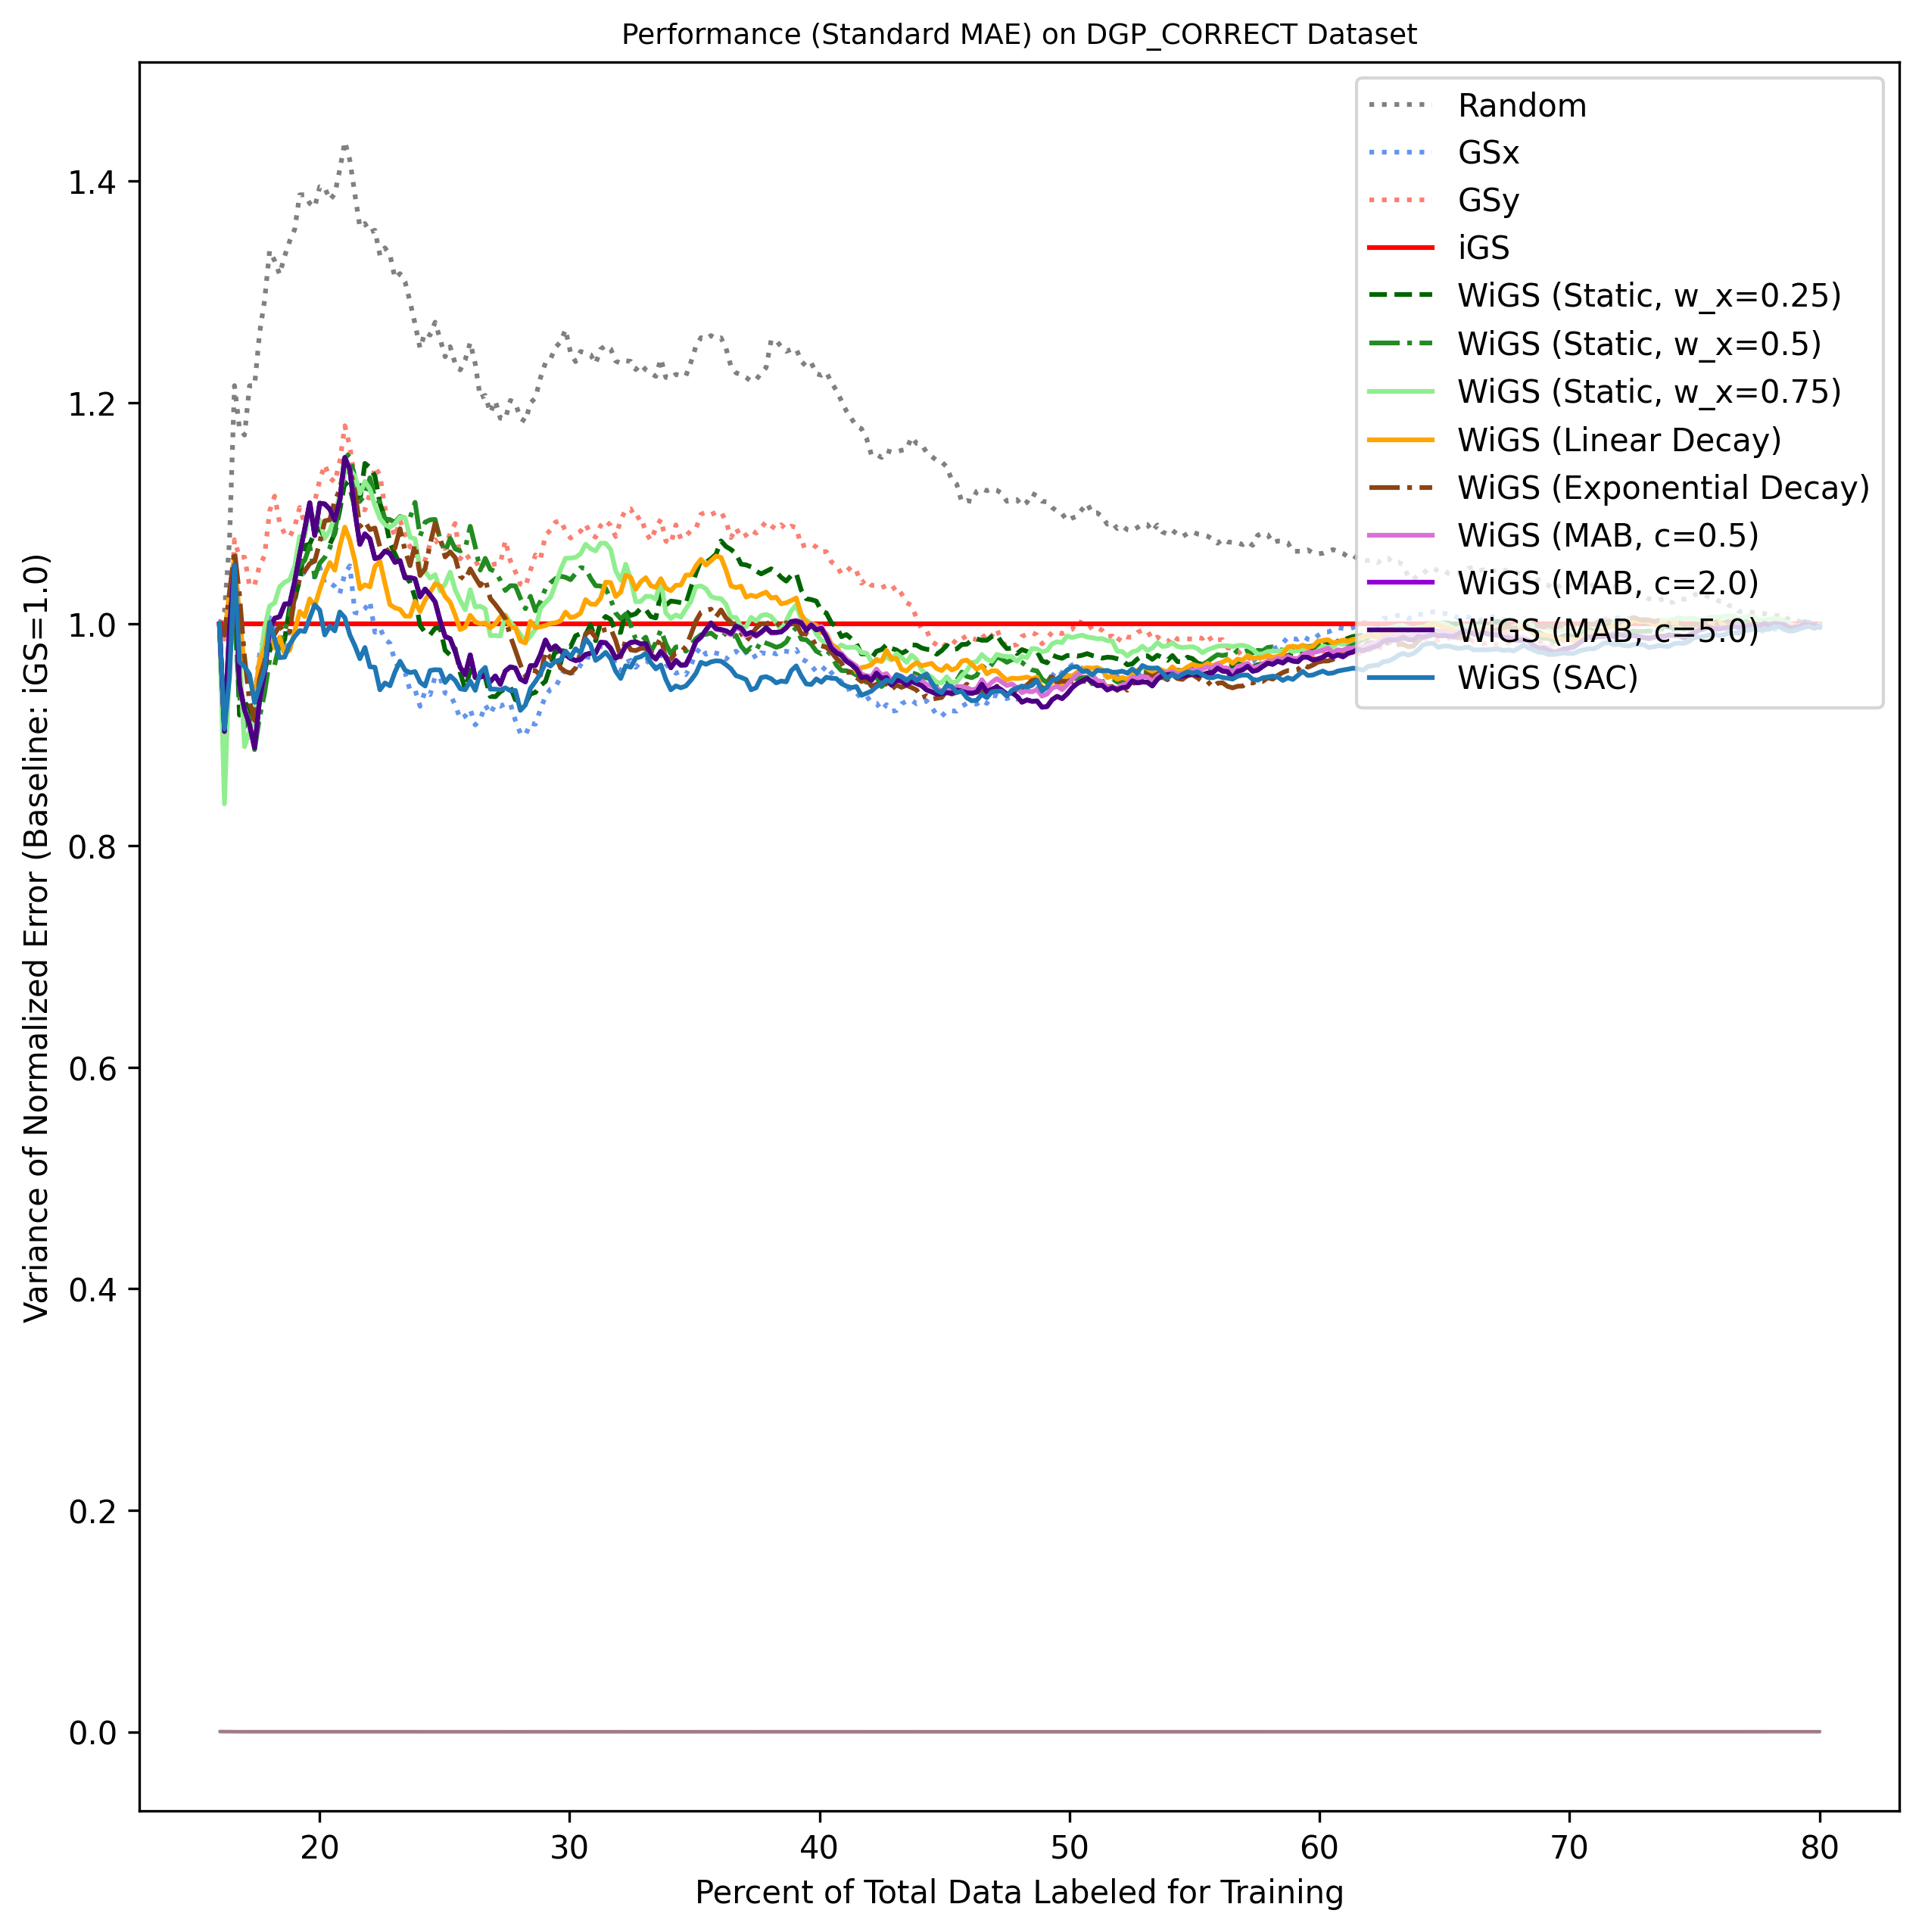 Performance (Standard MAE) on DGP_CORRECT Dataset
Variance of Normalized Error (Baseline: iGS=1.0)
1.4
1.2
1.0
0.8
0.6
0.4
0.2
0.0
Random
GSx
GSy
iGS
WiGS (Static, w_x=0.25)
WiGS (Static, w_x=0.5)
WiGS (Static, w_x=0.75)
WiGS (Linear Decay)
WiGS (Exponential Decay)
WiGS (MAB, c=0.5)
WiGS (MAB, c=2.0)
WiGS (MAB, c=5.0)
WiGS (SAC)
20 30 40 50 60 70 80
Percent of Total Data Labeled for Training